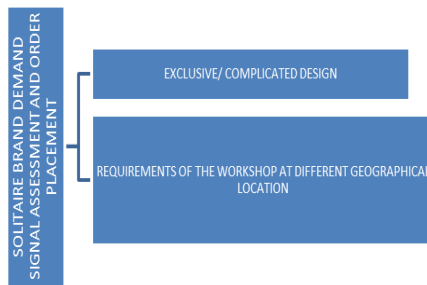 SOLITAIRE BRAND DEMAND
SIGNAL ASSESSMENT AND ORDER
PLACEMENT
EXCLUSIVE/ COMPLICATED DESIGN
REQUIREMENTS OF THE WORKSHOP AT DIFFERENT GEOGRAPHICAL
LOCATION